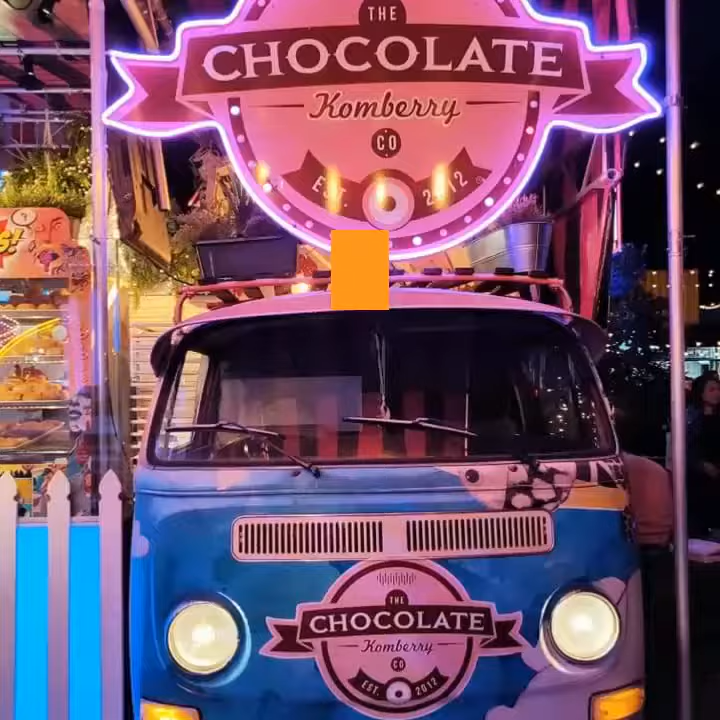 THE
CHOCOLATE
Komberry
CO
EST. 2012
THE
CHOCOLATE
Komberry
CO
EST. 2012